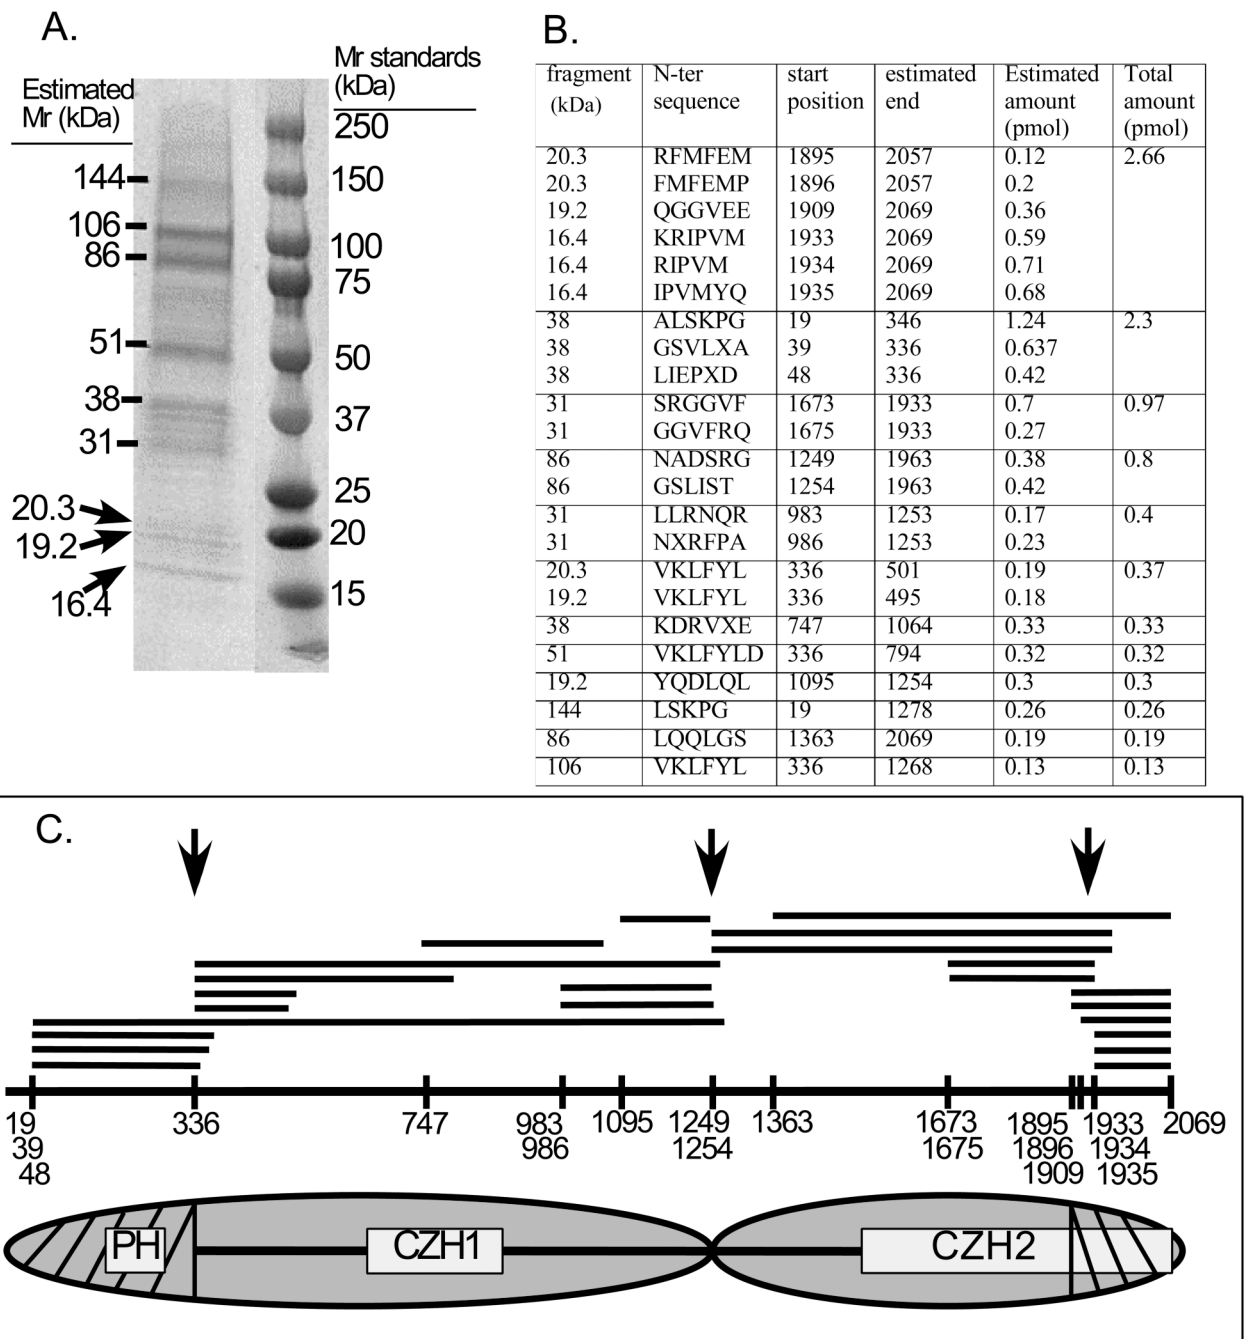 A.
Estimated
Mr (kDa)
144
106
86
51
38
31
20.3
19.2
16.4
Mr standards
(kDa)
250
150
100
75
50
37
25
20
15
B.
fragment (kDa) N-ter sequence start position estimated end Estimated amount (pmol) Total amount (pmol)
20.3 RFMFEM 1895 2057 0.12 2.66
20.3 FMFEMP 1896 2057 0.2
19.2 QGGVEE 1909 2069 0.36
16.4 KRIPVM 1933 2069 0.59
16.4 RIPVM 1934 2069 0.71
16.4 IPVMYQ 1935 2069 0.68
38 ALSKPG 19 346 1.24 2.3
38 GSVLXA 39 336 0.637
38 LIEPXD 48 336 0.42
31 SRGGVF 1673 1933 0.7 0.97
31 GGVFRQ 1675 1933 0.27
86 NADSRG 1249 1963 0.38 0.8
86 GSLIST 1254 1963 0.42
31 LLRNQR 983 1253 0.17 0.4
31 NXRFPA 986 1253 0.23
20.3 VKLFYL 336 501 0.19 0.37
19.2 VKLFYL 336 495 0.18
38 KDRVXE 747 1064 0.33 0.33
51 VKLFYLD 336 794 0.32 0.32
19.2 YQDLQL 1095 1254 0.3 0.3
144 LSKPG 19 1278 0.26 0.26
86 LQQLGS 1363 2069 0.19 0.19
106 VKLFYL 336 1268 0.13 0.13
C.
19 336 747 983 1095 1249 1363 1673 1895 1933 2069
39 986 1254 1675 1896 1934
48 1909 1935
PH CZH1 CZH2